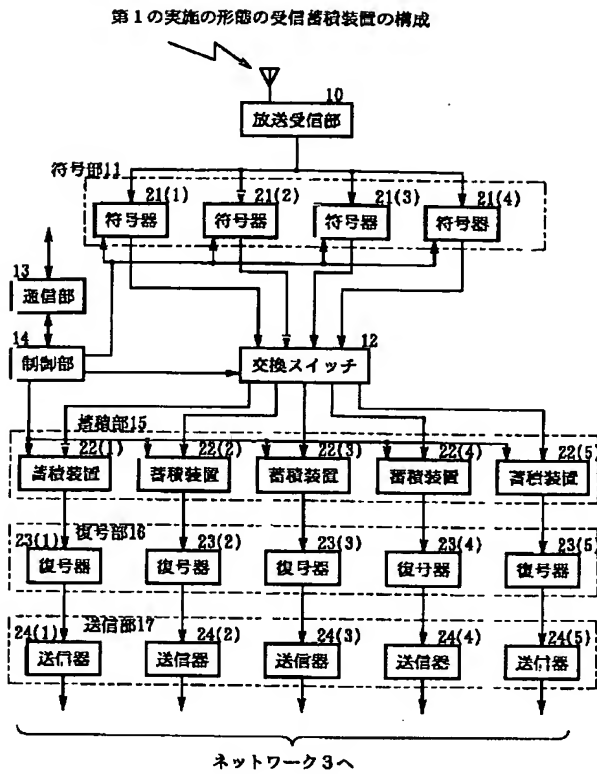 第1の実施の形態の受信蓄積装置の構成
10
放送受信部
符号部11
21(1)
21(2)
21(3)
21(4)
符号器
符号器
符号器
符号器
13
通信部
14
制御部
12
交換スイッチ
蓄積部15
22(1)
22(2)
22(3)
22(4)
22(5)
蓄積装置
蓄積装置
蓄積装置
蓄積装置
蓄積装置
復号部16
23(1)
23(2)
23(3)
23(4)
23(5)
復号器
復号器
復号器
復号器
復号器
送信部17
24(1)
24(2)
24(3)
24(4)
24(5)
送信器
送信器
送信器
送信器
送信器
ネットワーク3へ